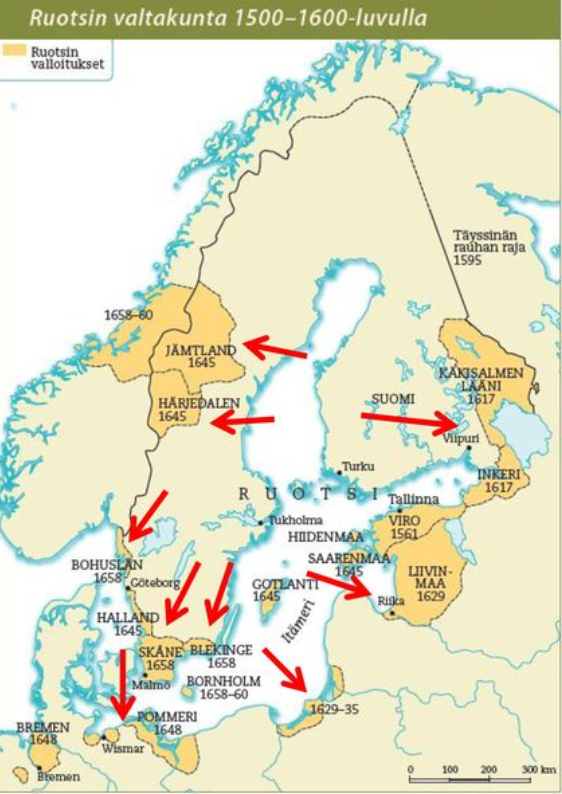 Ruotsin valtakunta 1500–1600-luvulla
Ruotsin
valloitukset
Täyssinän
rauhan raja
1595
1658–60
JÄMTLAND
1645
HÄRJEDALEN
1645
KÄKISALMEN
LÄÄNI
1617
SUOMI
Viipuri
Turku
INKERI
1617
RUOTSI
Tallinna
Tukholma
VIRO
1561
HIIDENMAA
SAARENMAA
1645
LIIVIN-
MAA
1629
Riika
BOHUSLÄN
1658
Göteborg
GOTLANTI
1645
Itämeri
HALLAND
1645
SKÅNE
1658
BLEKINGE
1658
Malmö
BORNHOLM
1658–60
1629–35
POMMERI
1648
BREMEN
1648
Wismar
Bremen
0 100 200 300 km